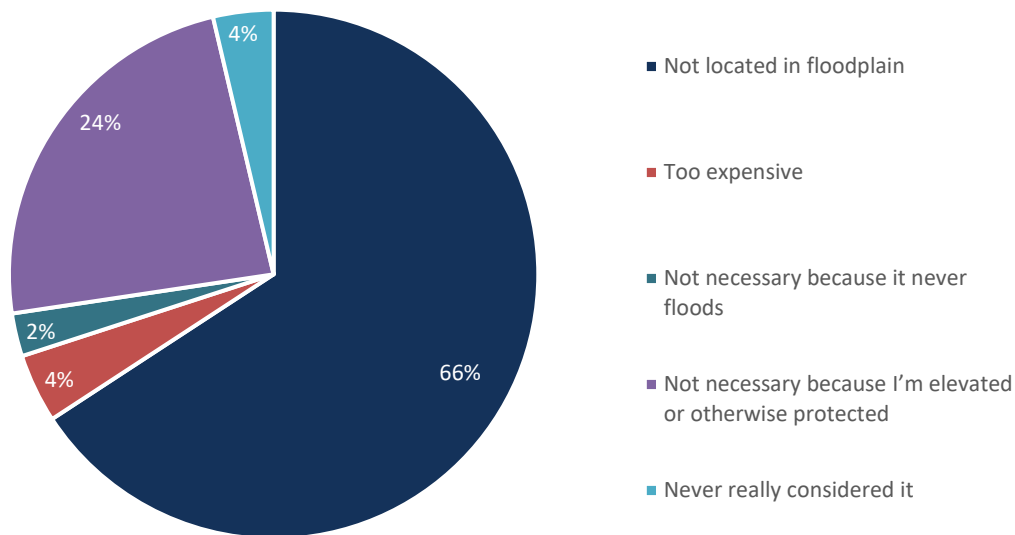 4%
24%
2%
4%
66%
Not located in floodplain
Too expensive
Not necessary because it never
floods
Not necessary because I’m elevated
or otherwise protected
Never really considered it